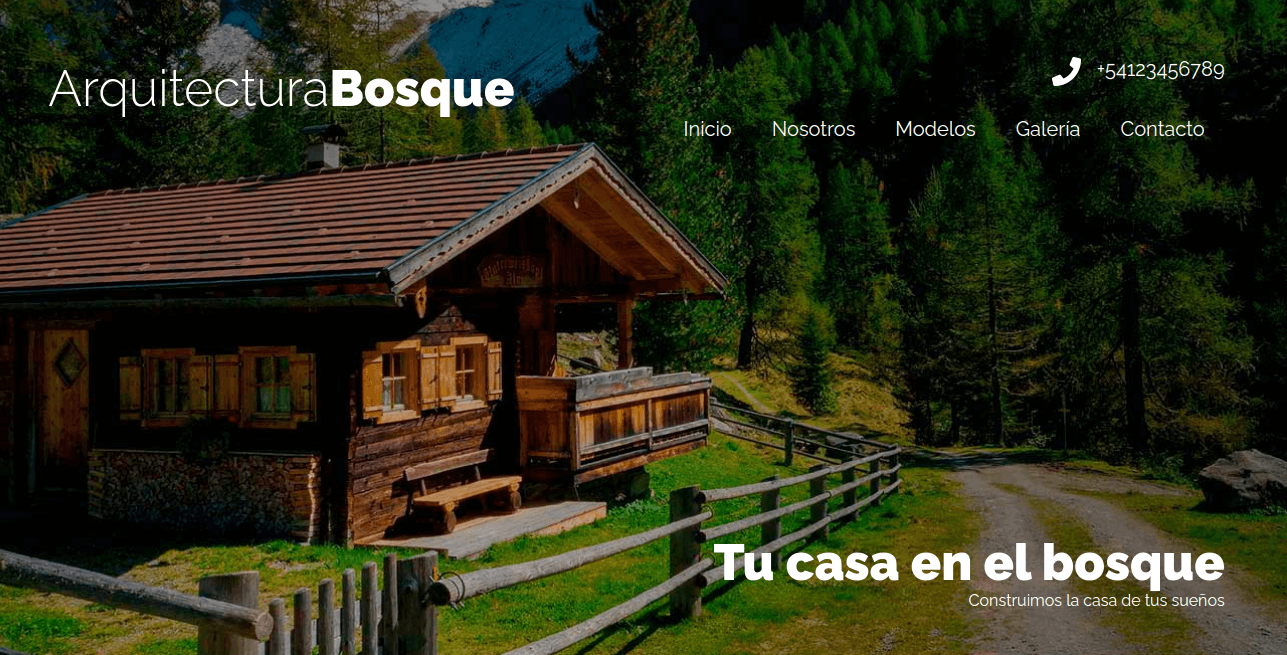 ArquitecturaBosque
+54123456789
Inicio Nosotros Modelos Galería Contacto
Tu casa en el bosque
Construimos la casa de tus sueños